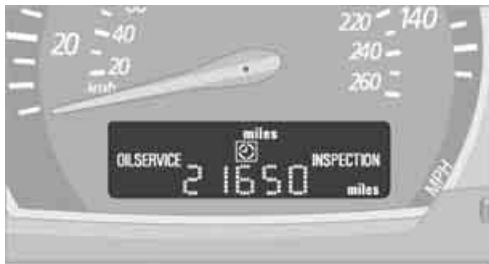 220 140
20 40 240
20 260
km/h
miles
OILSERVICE INSPECTION
21650
miles
MPH